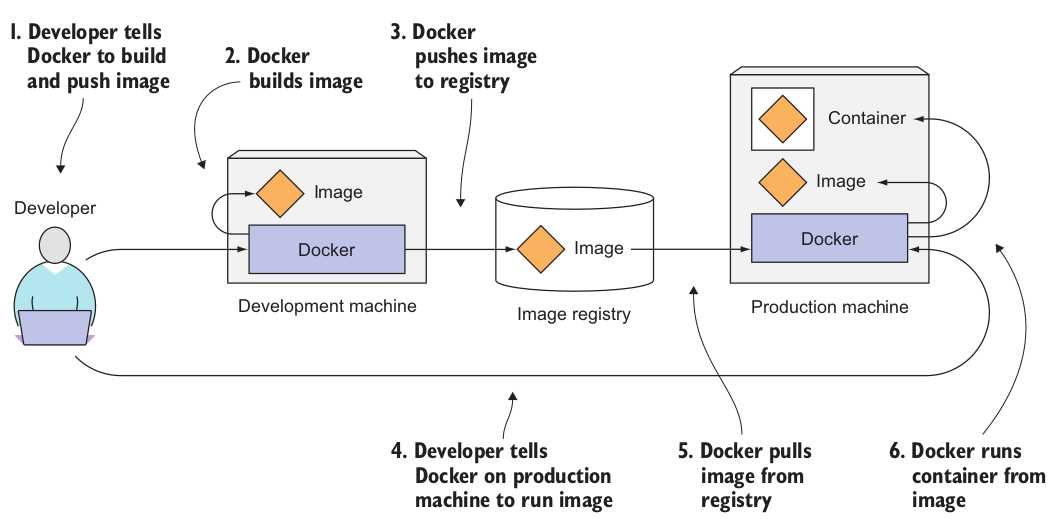 1. Developer tells
Docker to build
and push image
2. Docker
builds image
3. Docker
pushes image
to registry
Developer
Image
Docker
Development machine
Image
Image registry
Container
Image
Docker
Production machine
4. Developer tells
Docker on production
machine to run image
5. Docker pulls
image from
registry
6. Docker runs
container from
image